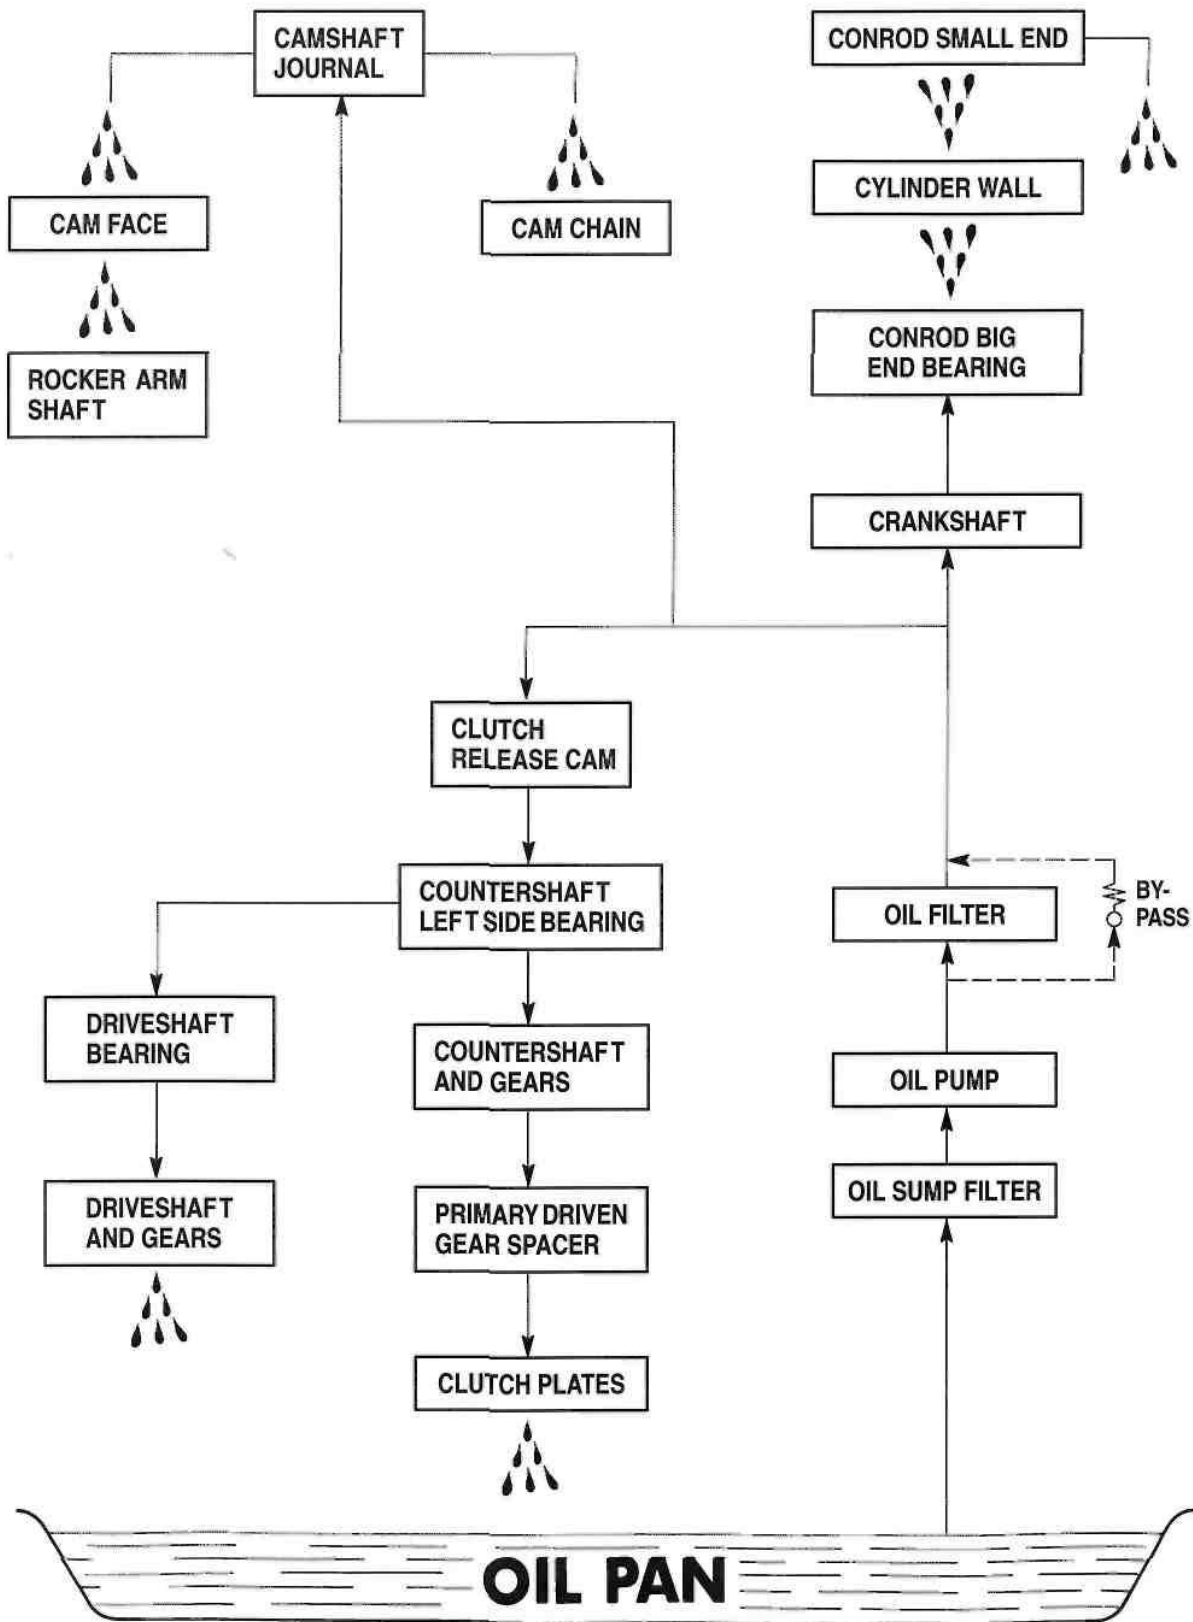 CAMSHAFT
JOURNAL
CONROD SMALL END
CAM FACE
CAM CHAIN
CYLINDER WALL
ROCKER ARM
SHAFT
CONROD BIG
END BEARING
CRANKSHAFT
CLUTCH
RELEASE CAM
COUNTERSHAFT
LEFT SIDE BEARING
OIL FILTER
BY-
PASS
DRIVESHAFT
BEARING
COUNTERSHAFT
AND GEARS
OIL PUMP
DRIVESHAFT
AND GEARS
PRIMARY DRIVEN
GEAR SPACER
OIL SUMP FILTER
CLUTCH PLATES
OIL PAN